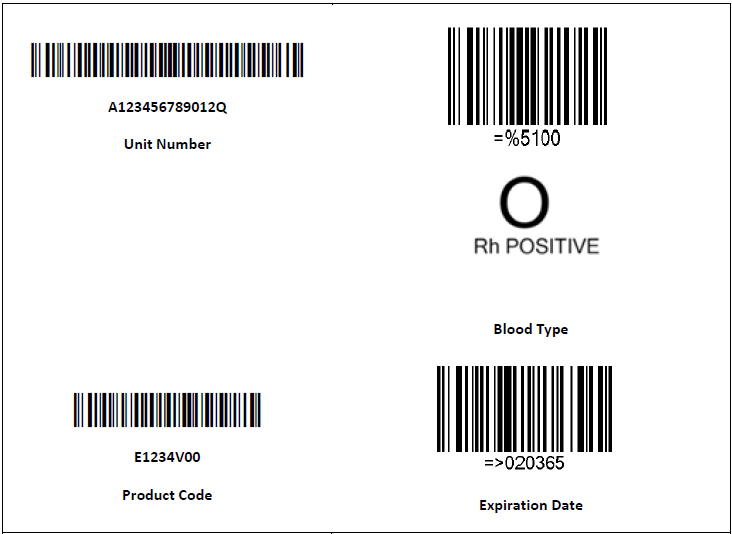 A123456789012Q
Unit Number
=%5100
O
Rh POSITIVE
Blood Type
E1234V00
Product Code
=>020365
Expiration Date